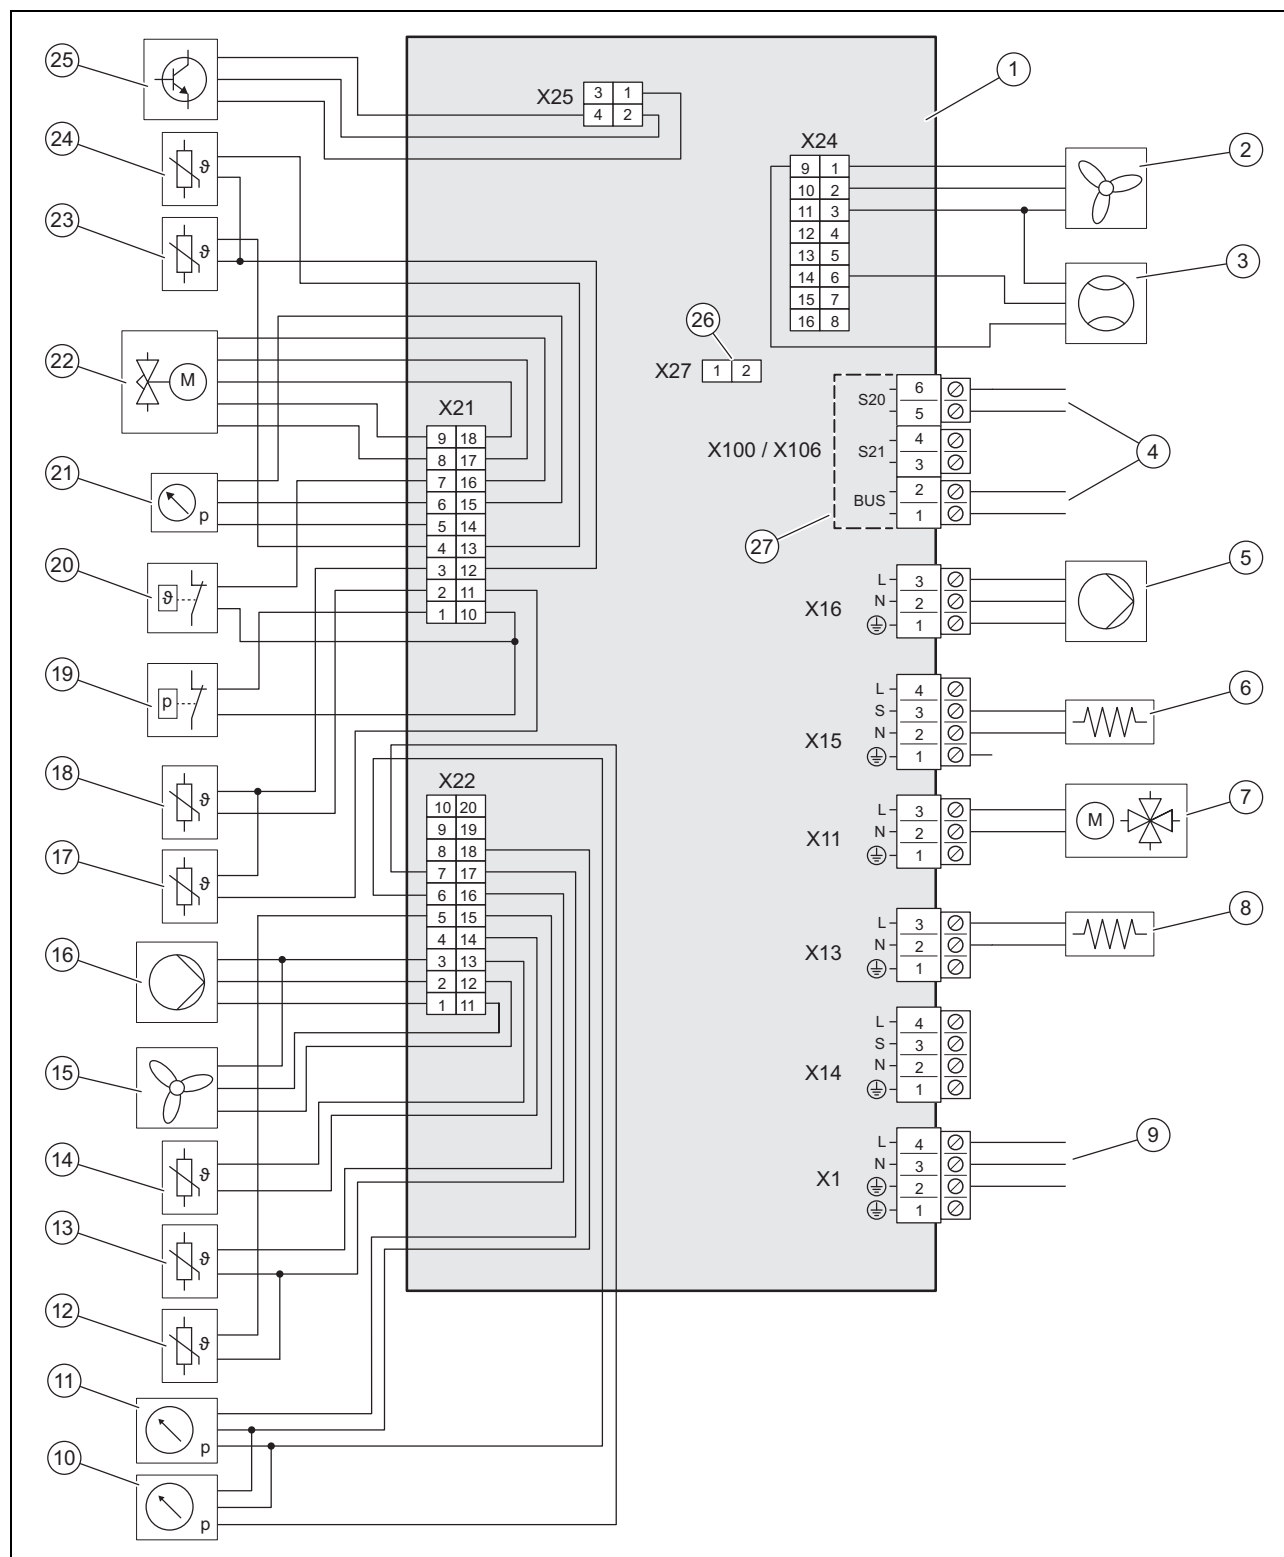 25
X25
3 1
4 2
1
24
X24
2
9 1
10 2
11 3
12 4
13 5
14 6
15 7
16 8
ϑ
23
ϑ
3
26
X27
1 2
22
M
X21
9 18
8 17
7 16
6 15
5 14
4 13
3 12
2 11
1 10
S20
6
5
X100 / X106
S21
4
3
BUS
2
1
4
27
21
p
20
ϑ
X16
L 3
N 2
1
5
19
p
X15
L 4
S 3
N 2
1
6
18
ϑ
X22
10 20
9 19
8 18
7 17
6 16
5 15
4 14
3 13
2 12
1 11
X11
L 3
N 2
1
M
7
17
ϑ
X13
L 3
N 2
1
8
16
15
X14
L 4
S 3
N 2
1
14
ϑ
X1
L 4
N 3
2
1
9
13
ϑ
12
ϑ
11
p
10
p